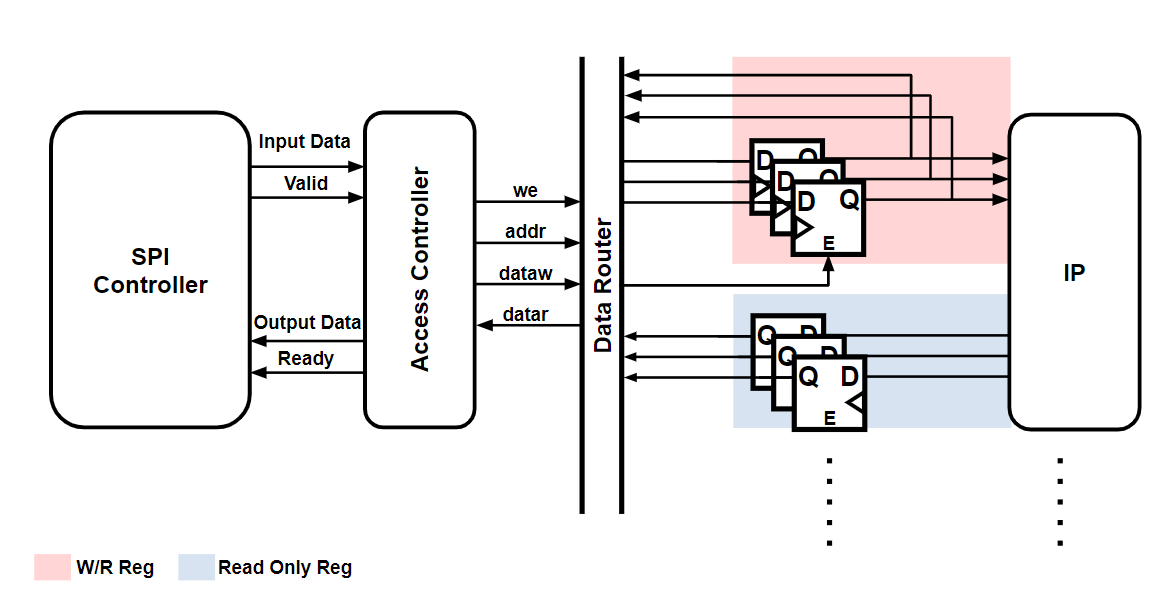 Input Data
Valid
SPI
Controller
Output Data
Ready
Access Controller
we
addr
dataw
datar
Data Router
D Q
D Q
D Q
E
Q D
Q D
Q D
E
IP
W/R Reg
Read Only Reg